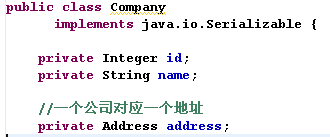 public class Company
implements java.io.Serializable {
private Integer id;
private String name;
//一个公司对应一个地址
private Address address;